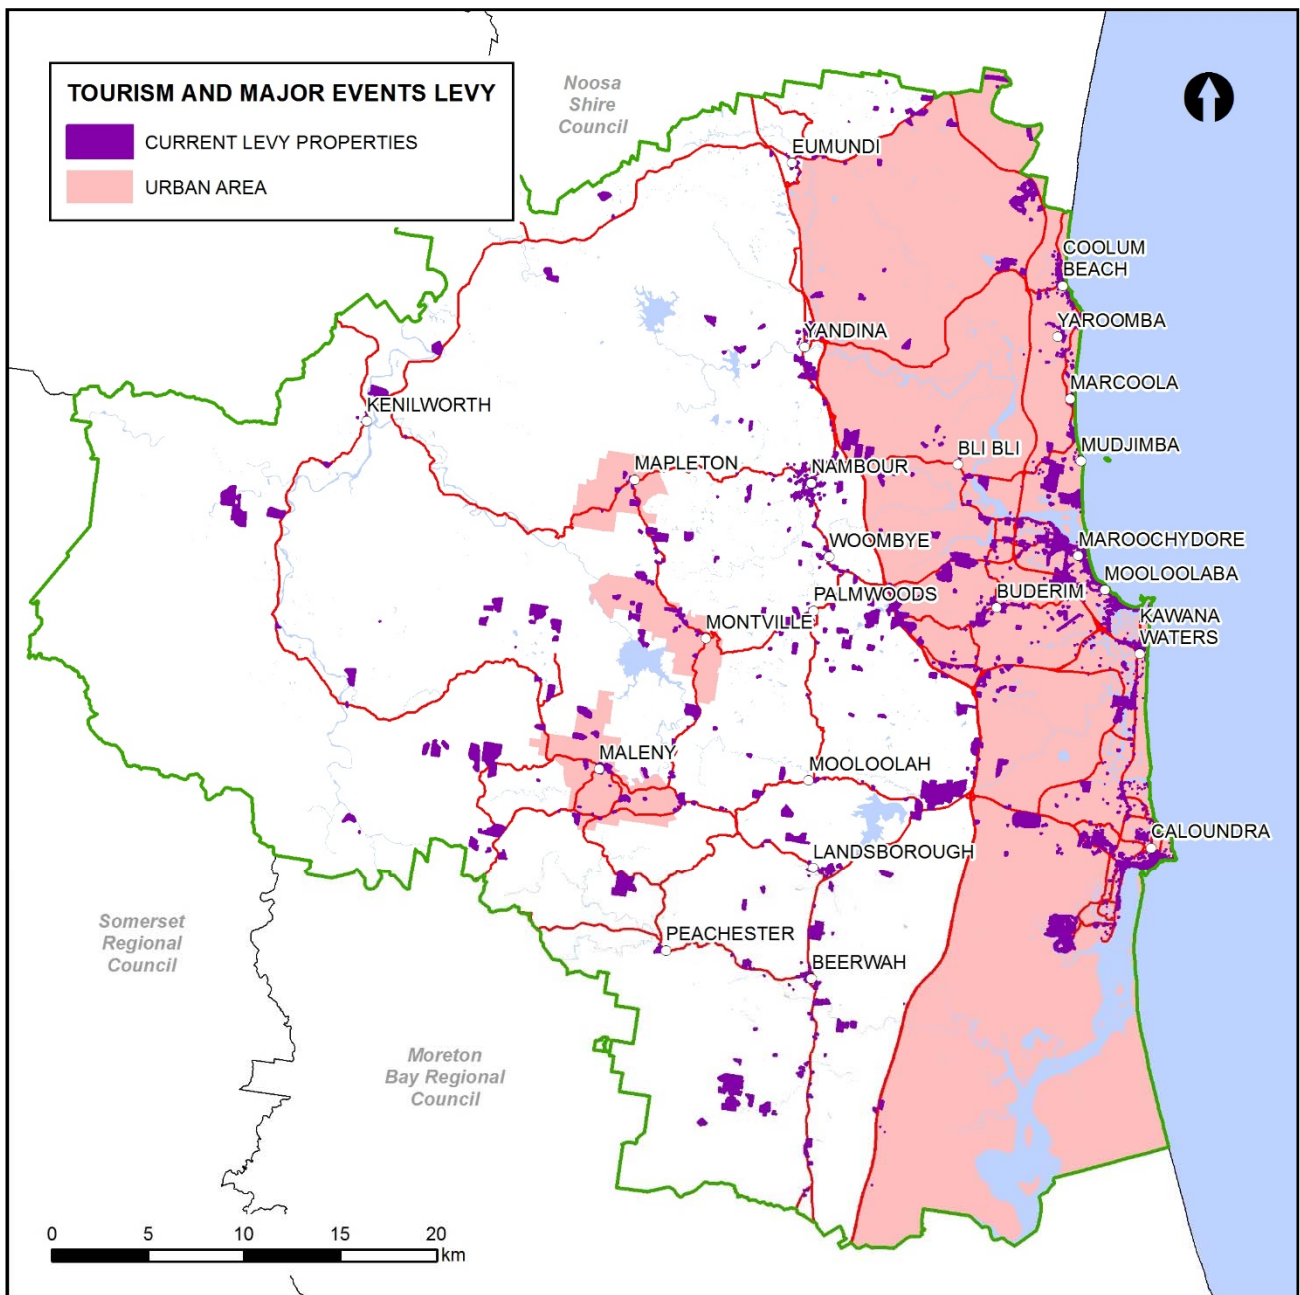 TOURISM AND MAJOR EVENTS LEVY
CURRENT LEVY PROPERTIES
URBAN AREA
Noosa
Shire
Council
EUMUNDI
COOLUM
BEACH
YAROOMBA
YANDINA
MARCOOLA
KENILWORTH
MUDJIMBA
BLI BLI
MAPLETON
NAMBOUR
WOOMBYE
MAROOCHYDORE
MOOLOOLABA
PALMWOODS
BUDERIM
KAWANA
WATERS
MONTVILLE
MALENY
MOOLOOLAH
CALOUNDRA
LANDSBOROUGH
PEACHESTER
BEERWAH
Somerset
Regional
Council
Moreton
Bay Regional
Council
0 5 10 15 20
km